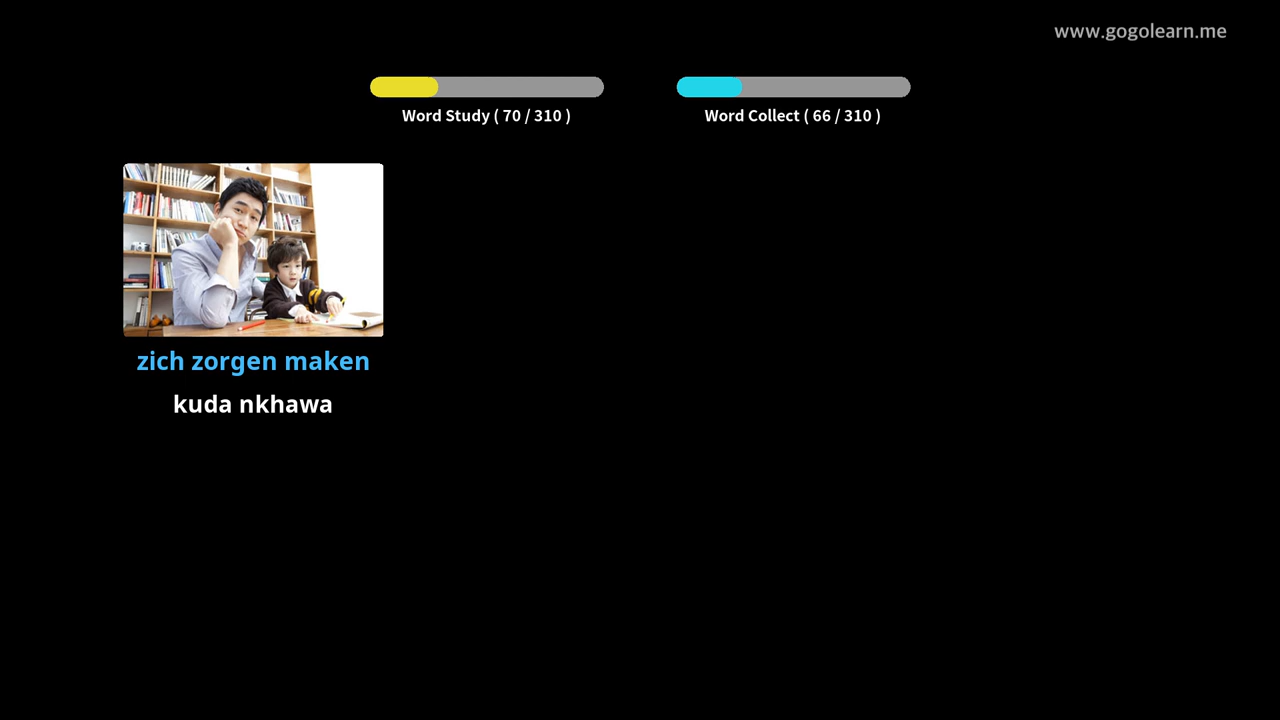 www.gogolearn.me
Word Study ( 70 / 310 )
Word Collect ( 66 / 310 )
zich zorgen maken
kuda nkhawa